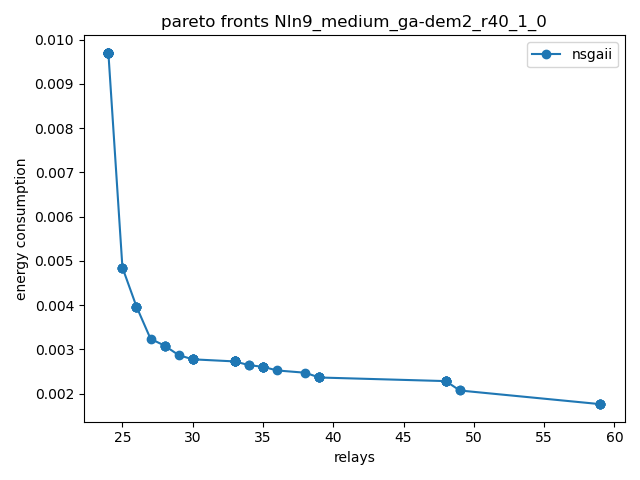 pareto fronts NIn9_medium_ga-dem2_r40_1_0
nsgaii
energy consumption
0.010
0.009
0.008
0.007
0.006
0.005
0.004
0.003
0.002
25 30 35 40 45 50 55 60
relays